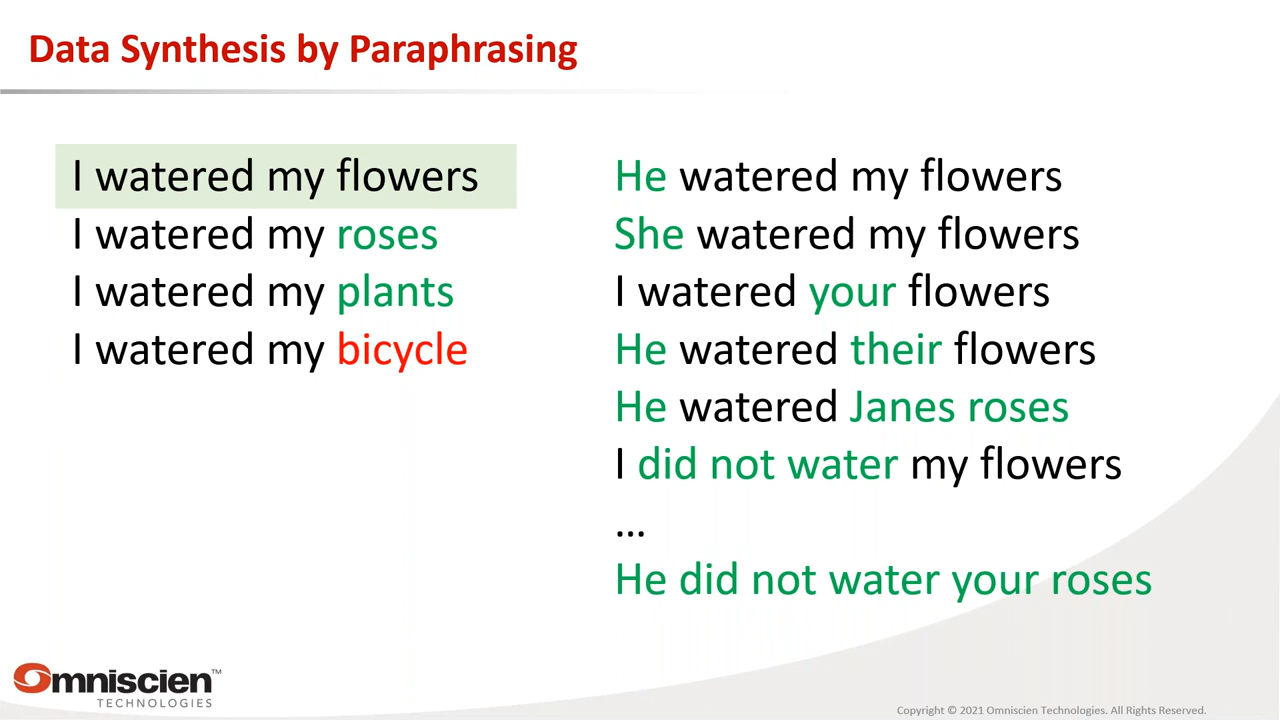 Data Synthesis by Paraphrasing
I watered my flowers
I watered my roses
I watered my plants
I watered my bicycle
He watered my flowers
She watered my flowers
I watered your flowers
He watered their flowers
He watered Janes roses
I did not water my flowers
...
He did not water your roses
Omniscien™
TECHNOLOGIES
Copyright © 2021 Omniscien Technologies. All Rights Reserved.